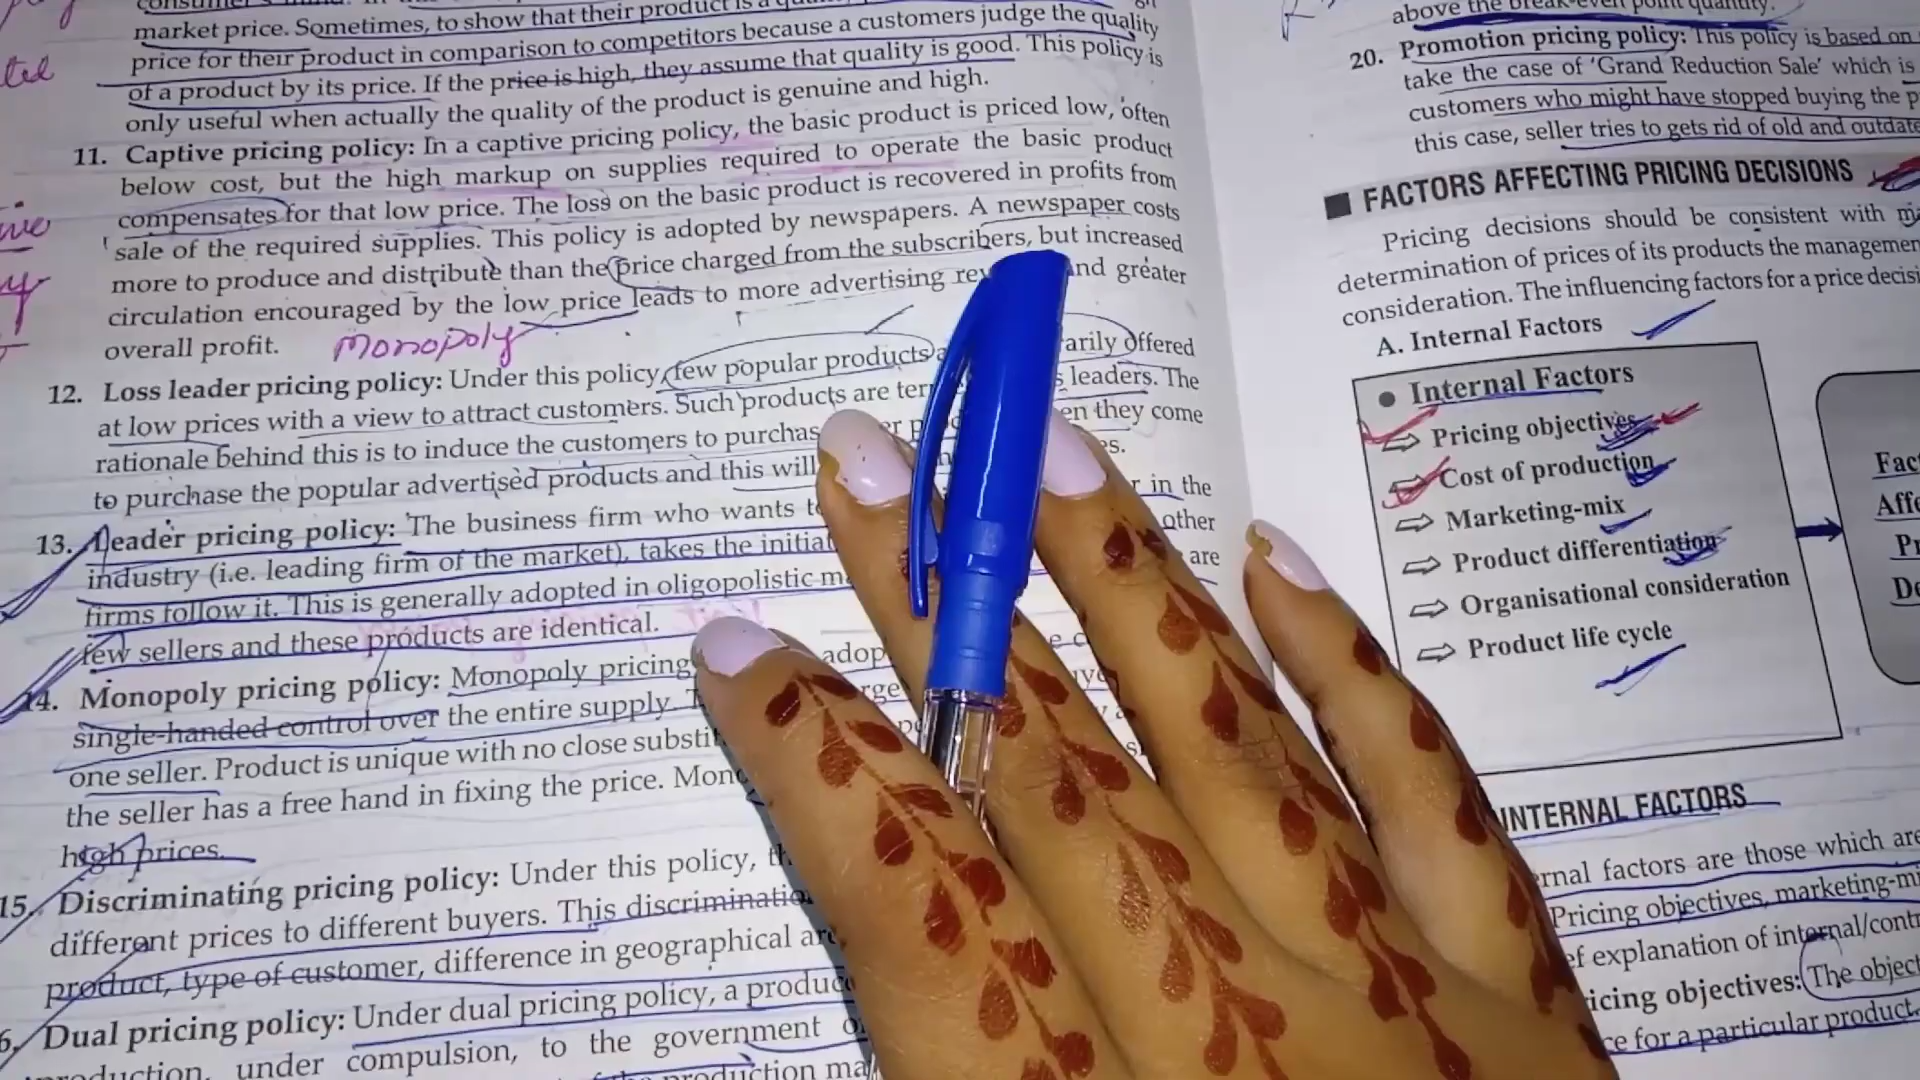 market price. Sometimes, to show that their product is a
price for their product in comparison to competitors because a customers judge the quality
of a product by its price. If the price is high, they assume that quality is good. This policy is
only useful when actually the quality of the product is genuine and high.
11. Captive pricing policy: In a captive pricing policy, the basic product is priced low, often
below cost, but the high markup on supplies required to operate the basic product
compensates for that low price. The loss on the basic product is recovered in profits from
sale of the required supplies. This policy is adopted by newspapers. A newspaper costs
more to produce and distribute than the price charged from the subscribers, but increased
circulation encouraged by the low price leads to more advertising and greater
overall profit. Monopoly
12. Loss leader pricing policy: Under this policy, few popular products offered
at low prices with a view to attract customers. Such products are leaders. The
rationale behind this is to induce the customers to they come
to purchase the popular advertised products and this will
13. Leader pricing policy: The business firm who wants in the
industry (i.e. leading firm of the market), takes the other
firms follow it. This is generally adopted in oligopolistic are
few sellers and these products are identical.
14. Monopoly pricing policy: Monopoly pricing
single-handed control over the entire supply.
one seller. Product is unique with no close
the seller has a free hand in fixing the price.
high prices.
15. Discriminating pricing policy: Under this policy,
different prices to different buyers. This
product, type of customer, difference in geographical
Dual pricing policy: Under dual pricing policy, a
under compulsion, to the government
production
above the break-even point quantity.
20. Promotion pricing policy: This policy is based on
take the case of 'Grand Reduction Sale' which is
customers who might have stopped buying the
this case, seller tries to gets rid of old and
FACTORS AFFECTING PRICING DECISIONS
Pricing decisions should be consistent with
determination of prices of its products the
consideration. The influencing factors for a price
A. Internal Factors
Internal Factors
Pricing objectives
Cost of production
Marketing-mix
Product differentiation
Organisational consideration
Product life cycle
INTERNAL FACTORS
factors are those which are
Pricing objectives,
explanation of
objectives: The
for a particular product.